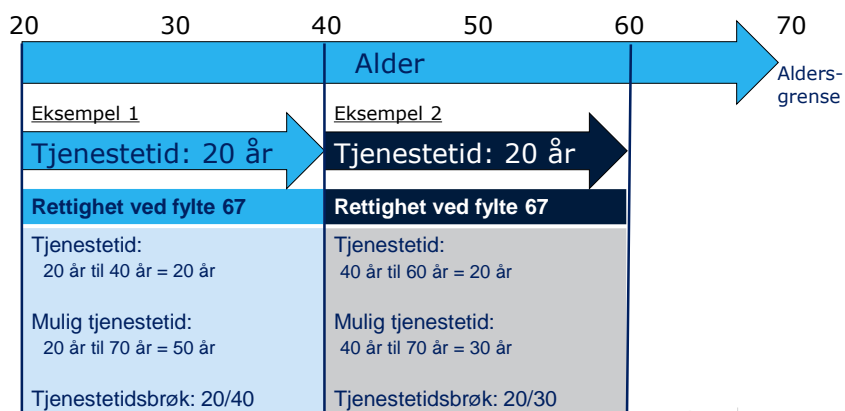 20 30 40 50 60 70
Alder
Alders-
grense
Eksempel 1
Tjenestetid: 20 år
Rettighet ved fylte 67
Tjenestetid:
20 år til 40 år = 20 år
Mulig tjenestetid:
20 år til 70 år = 50 år
Tjenestetidsbrøk: 20/40
Eksempel 2
Tjenestetid: 20 år
Rettighet ved fylte 67
Tjenestetid:
40 år til 60 år = 20 år
Mulig tjenestetid:
40 år til 70 år = 30 år
Tjenestetidsbrøk: 20/30